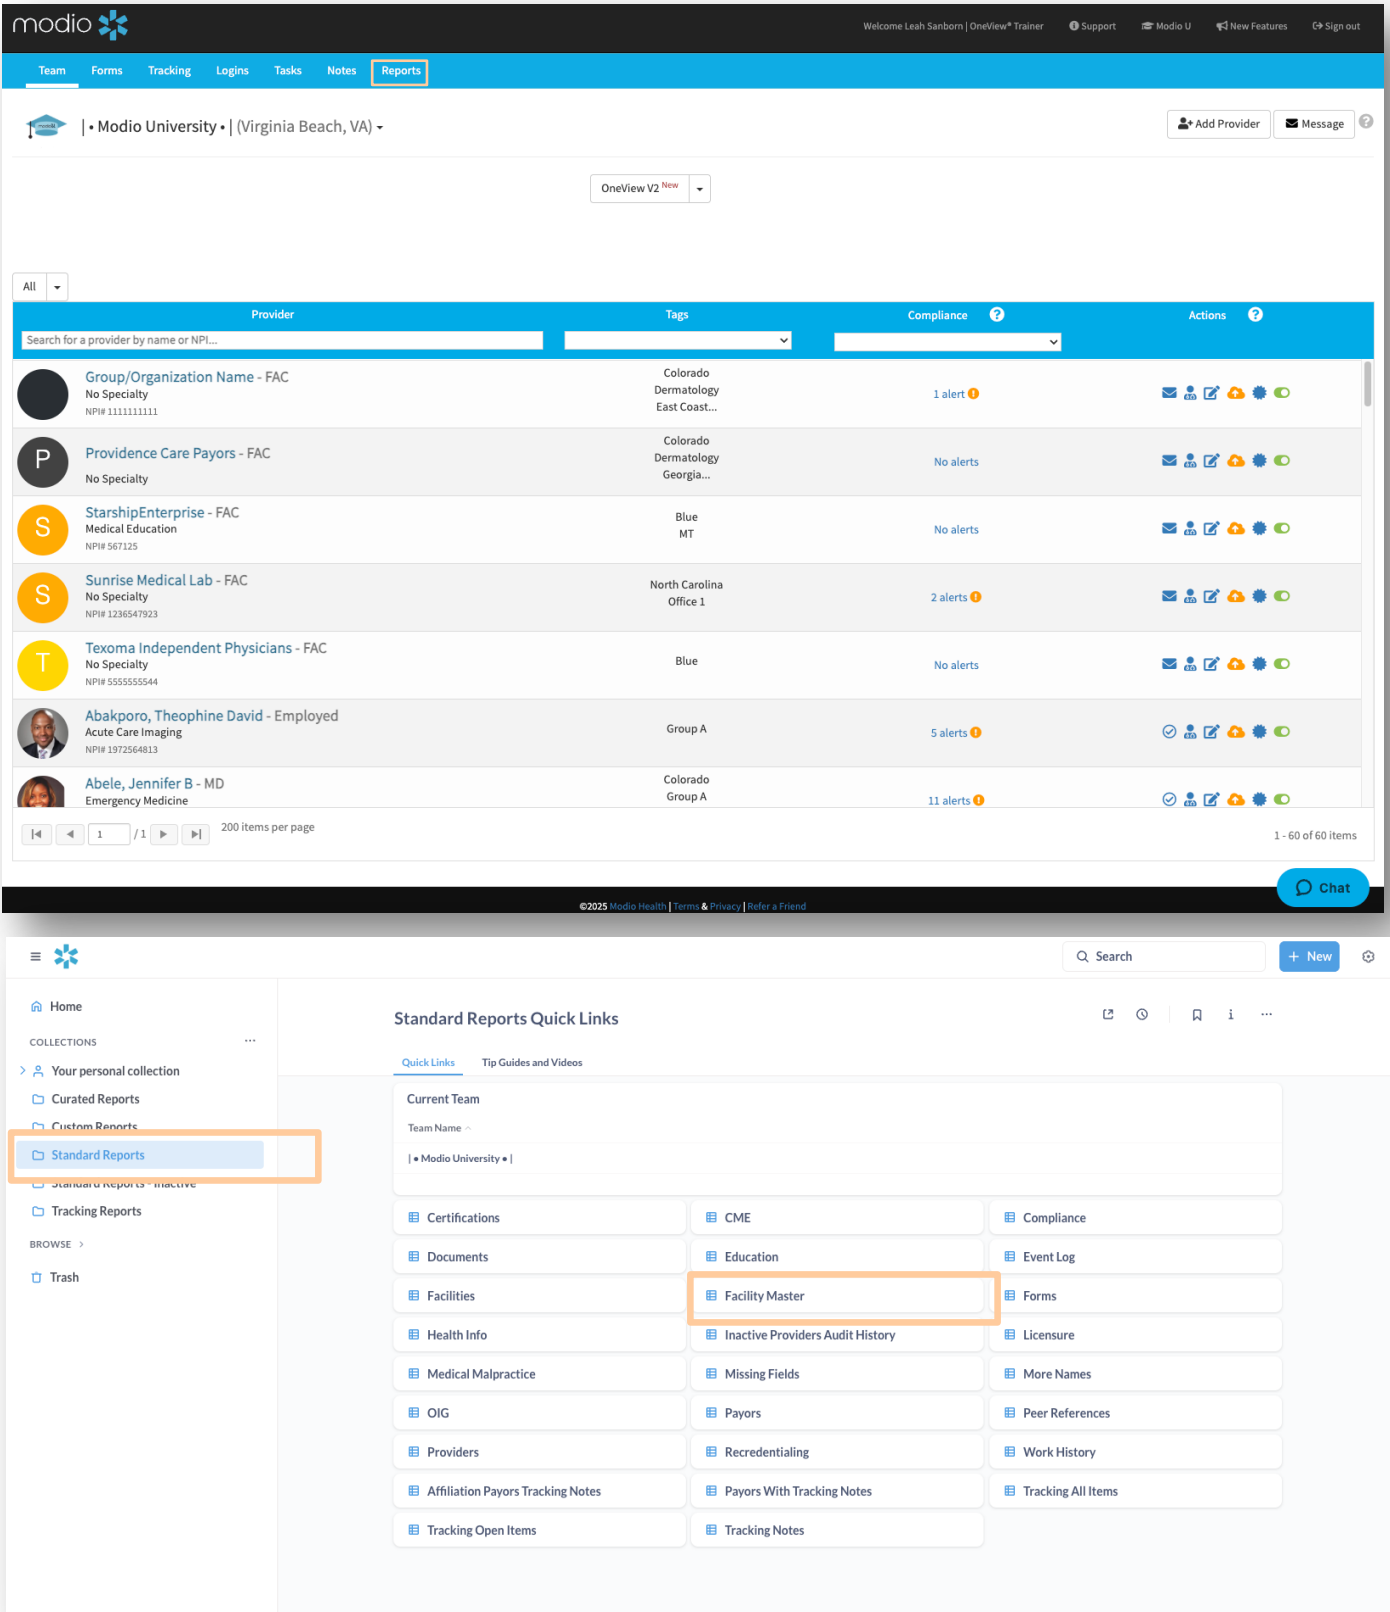 modio
Welcome Leah Sanborn | OneView® Trainer Support Modio U New Features Sign out
Team Forms Tracking Logins Tasks Notes Reports
| • Modio University • | (Virginia Beach, VA)
Add Provider Message
OneView V2 New
All
Provider Tags Compliance Actions
Search for a provider by name or NPI...
Group/Organization Name - FAC
No Specialty
NPI# 1111111111
Colorado
Dermatology
East Coast...
1 alert
P
Providence Care Payors - FAC
No Specialty
Colorado
Dermatology
Georgia...
No alerts
S
StarshipEnterprise - FAC
Medical Education
NPI# 567125
Blue
MT
No alerts
S
Sunrise Medical Lab - FAC
No Specialty
NPI# 1236547923
North Carolina
Office 1
2 alerts
T
Texoma Independent Physicians - FAC
No Specialty
NPI# 5555555544
Blue
No alerts
Abakporo, Theophine David - Employed
Acute Care Imaging
NPI# 1972564813
Group A
5 alerts
Abele, Jennifer B - MD
Emergency Medicine
Colorado
Group A
11 alerts
1 / 1 200 items per page
1 - 60 of 60 items
Chat
©2025 Modio Health | Terms & Privacy | Refer a Friend
Search
+ New
Home
COLLECTIONS ...
Your personal collection
Curated Reports
Custom Reports
Standard Reports
Standard Reports - Inactive
Tracking Reports
BROWSE >
Trash
Standard Reports Quick Links
Quick Links Tip Guides and Videos
Current Team
Team Name
| • Modio University • |
Certifications CME Compliance
Documents Education Event Log
Facilities Facility Master Forms
Health Info Inactive Providers Audit History Licensure
Medical Malpractice Missing Fields More Names
OIG Payors Peer References
Providers Recredentialing Work History
Affiliation Payors Tracking Notes Payors With Tracking Notes Tracking All Items
Tracking Open Items Tracking Notes